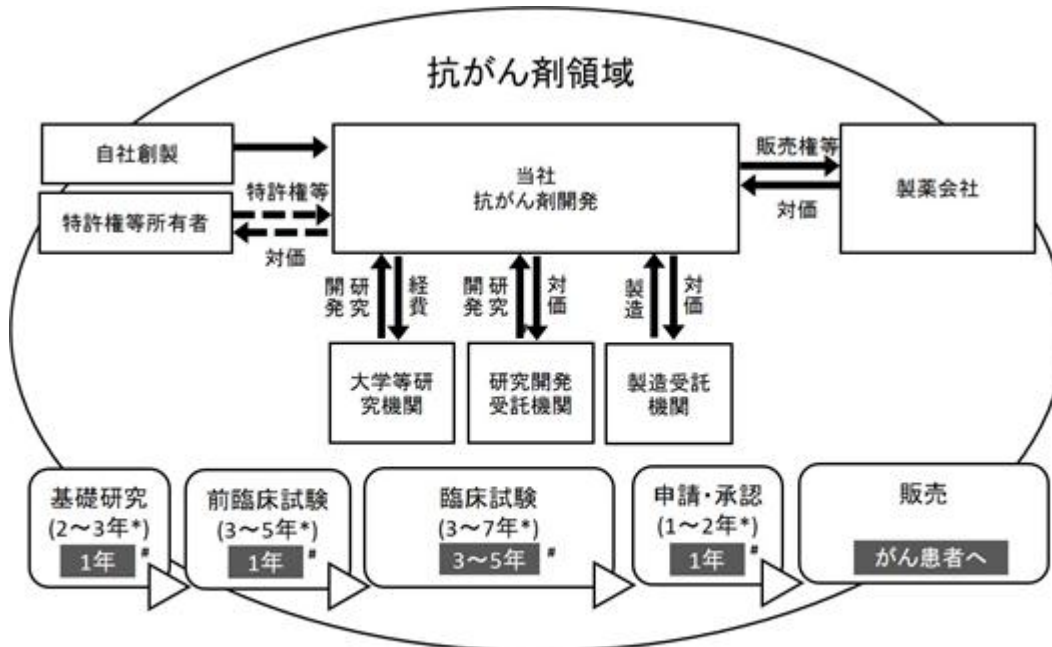 抗がん剤領域
自社創製
特許権等所有者
特許権等
対価
当社
抗がん剤開発
販売権等
対価
製薬会社
研究
開発
経費
研究
開発
対価
製造
対価
大学等研
究機関
研究開発
受託機関
製造受託
機関
基礎研究
(2～3年*)
1年#
前臨床試験
(3～5年*)
1年#
臨床試験
(3～7年*)
3～5年#
申請・承認
(1～2年*)
1年#
販売
がん患者へ